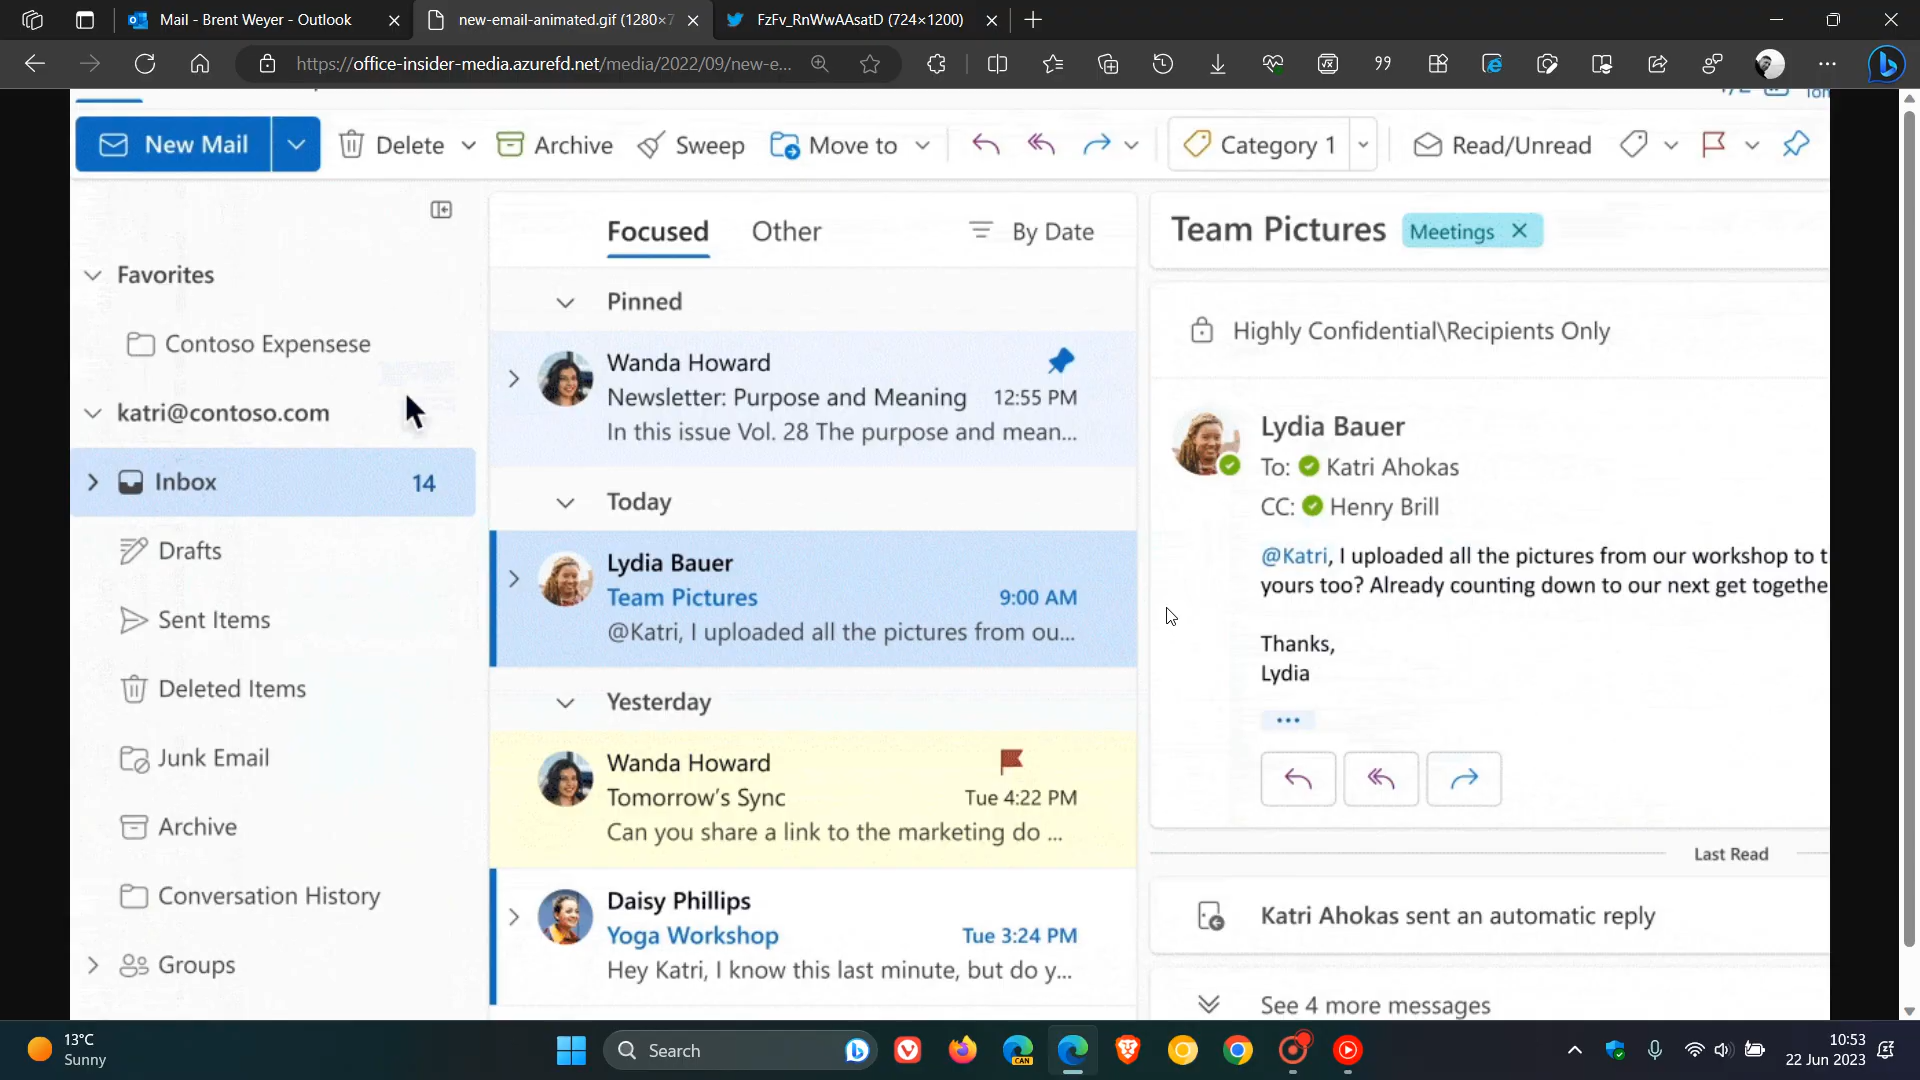 Mail - Brent Weyer - Outlook
new-email-animated.gif (1280×7
FzFv_RnWwAAsatD (724×1200)
https://office-insider-media.azurefd.net/media/2022/09/new-e...
New Mail
Delete
Archive
Sweep
Move to
Category 1
Read/Unread
Favorites
Contoso Expensese
katri@contoso.com
Inbox 14
Drafts
Sent Items
Deleted Items
Junk Email
Archive
Conversation History
Groups
Focused
Other
By Date
Pinned
Wanda Howard
Newsletter: Purpose and Meaning 12:55 PM
In this issue Vol. 28 The purpose and mean...
Today
Lydia Bauer
Team Pictures 9:00 AM
@Katri, I uploaded all the pictures from ou...
Yesterday
Wanda Howard
Tomorrow's Sync Tue 4:22 PM
Can you share a link to the marketing do ...
Daisy Phillips
Yoga Workshop Tue 3:24 PM
Hey Katri, I know this last minute, but do y...
Team Pictures
Meetings
Highly Confidential\Recipients Only
Lydia Bauer
To: Katri Ahokas
CC: Henry Brill
@Katri, I uploaded all the pictures from our workshop to t
yours too? Already counting down to our next get togethe
Thanks,
Lydia
Last Read
Katri Ahokas sent an automatic reply
See 4 more messages
13°C
Sunny
Search
CAN
10:53
22 Jun 2023